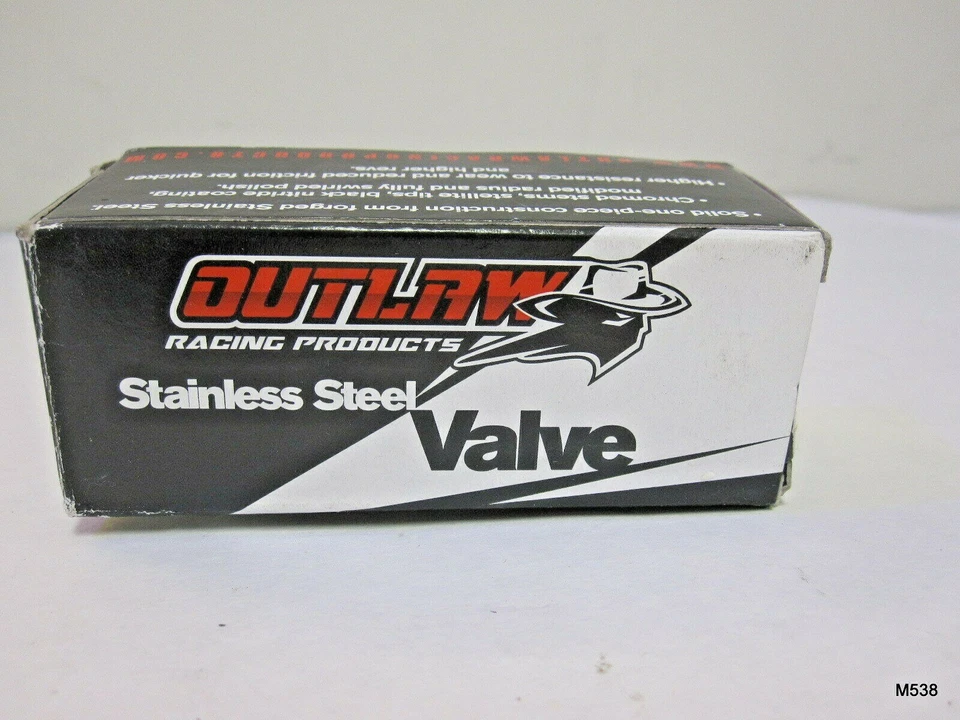 • Solid one-piece construction from forged Stainless Steel.
• Chromed stems, stellite tips, black nitride coating,
modified radius and fully swirled polish.
• Higher resistance to wear and reduced friction for quicker
and higher revs.
OUTLAW
RACING PRODUCTS
Stainless Steel
Valve
M538